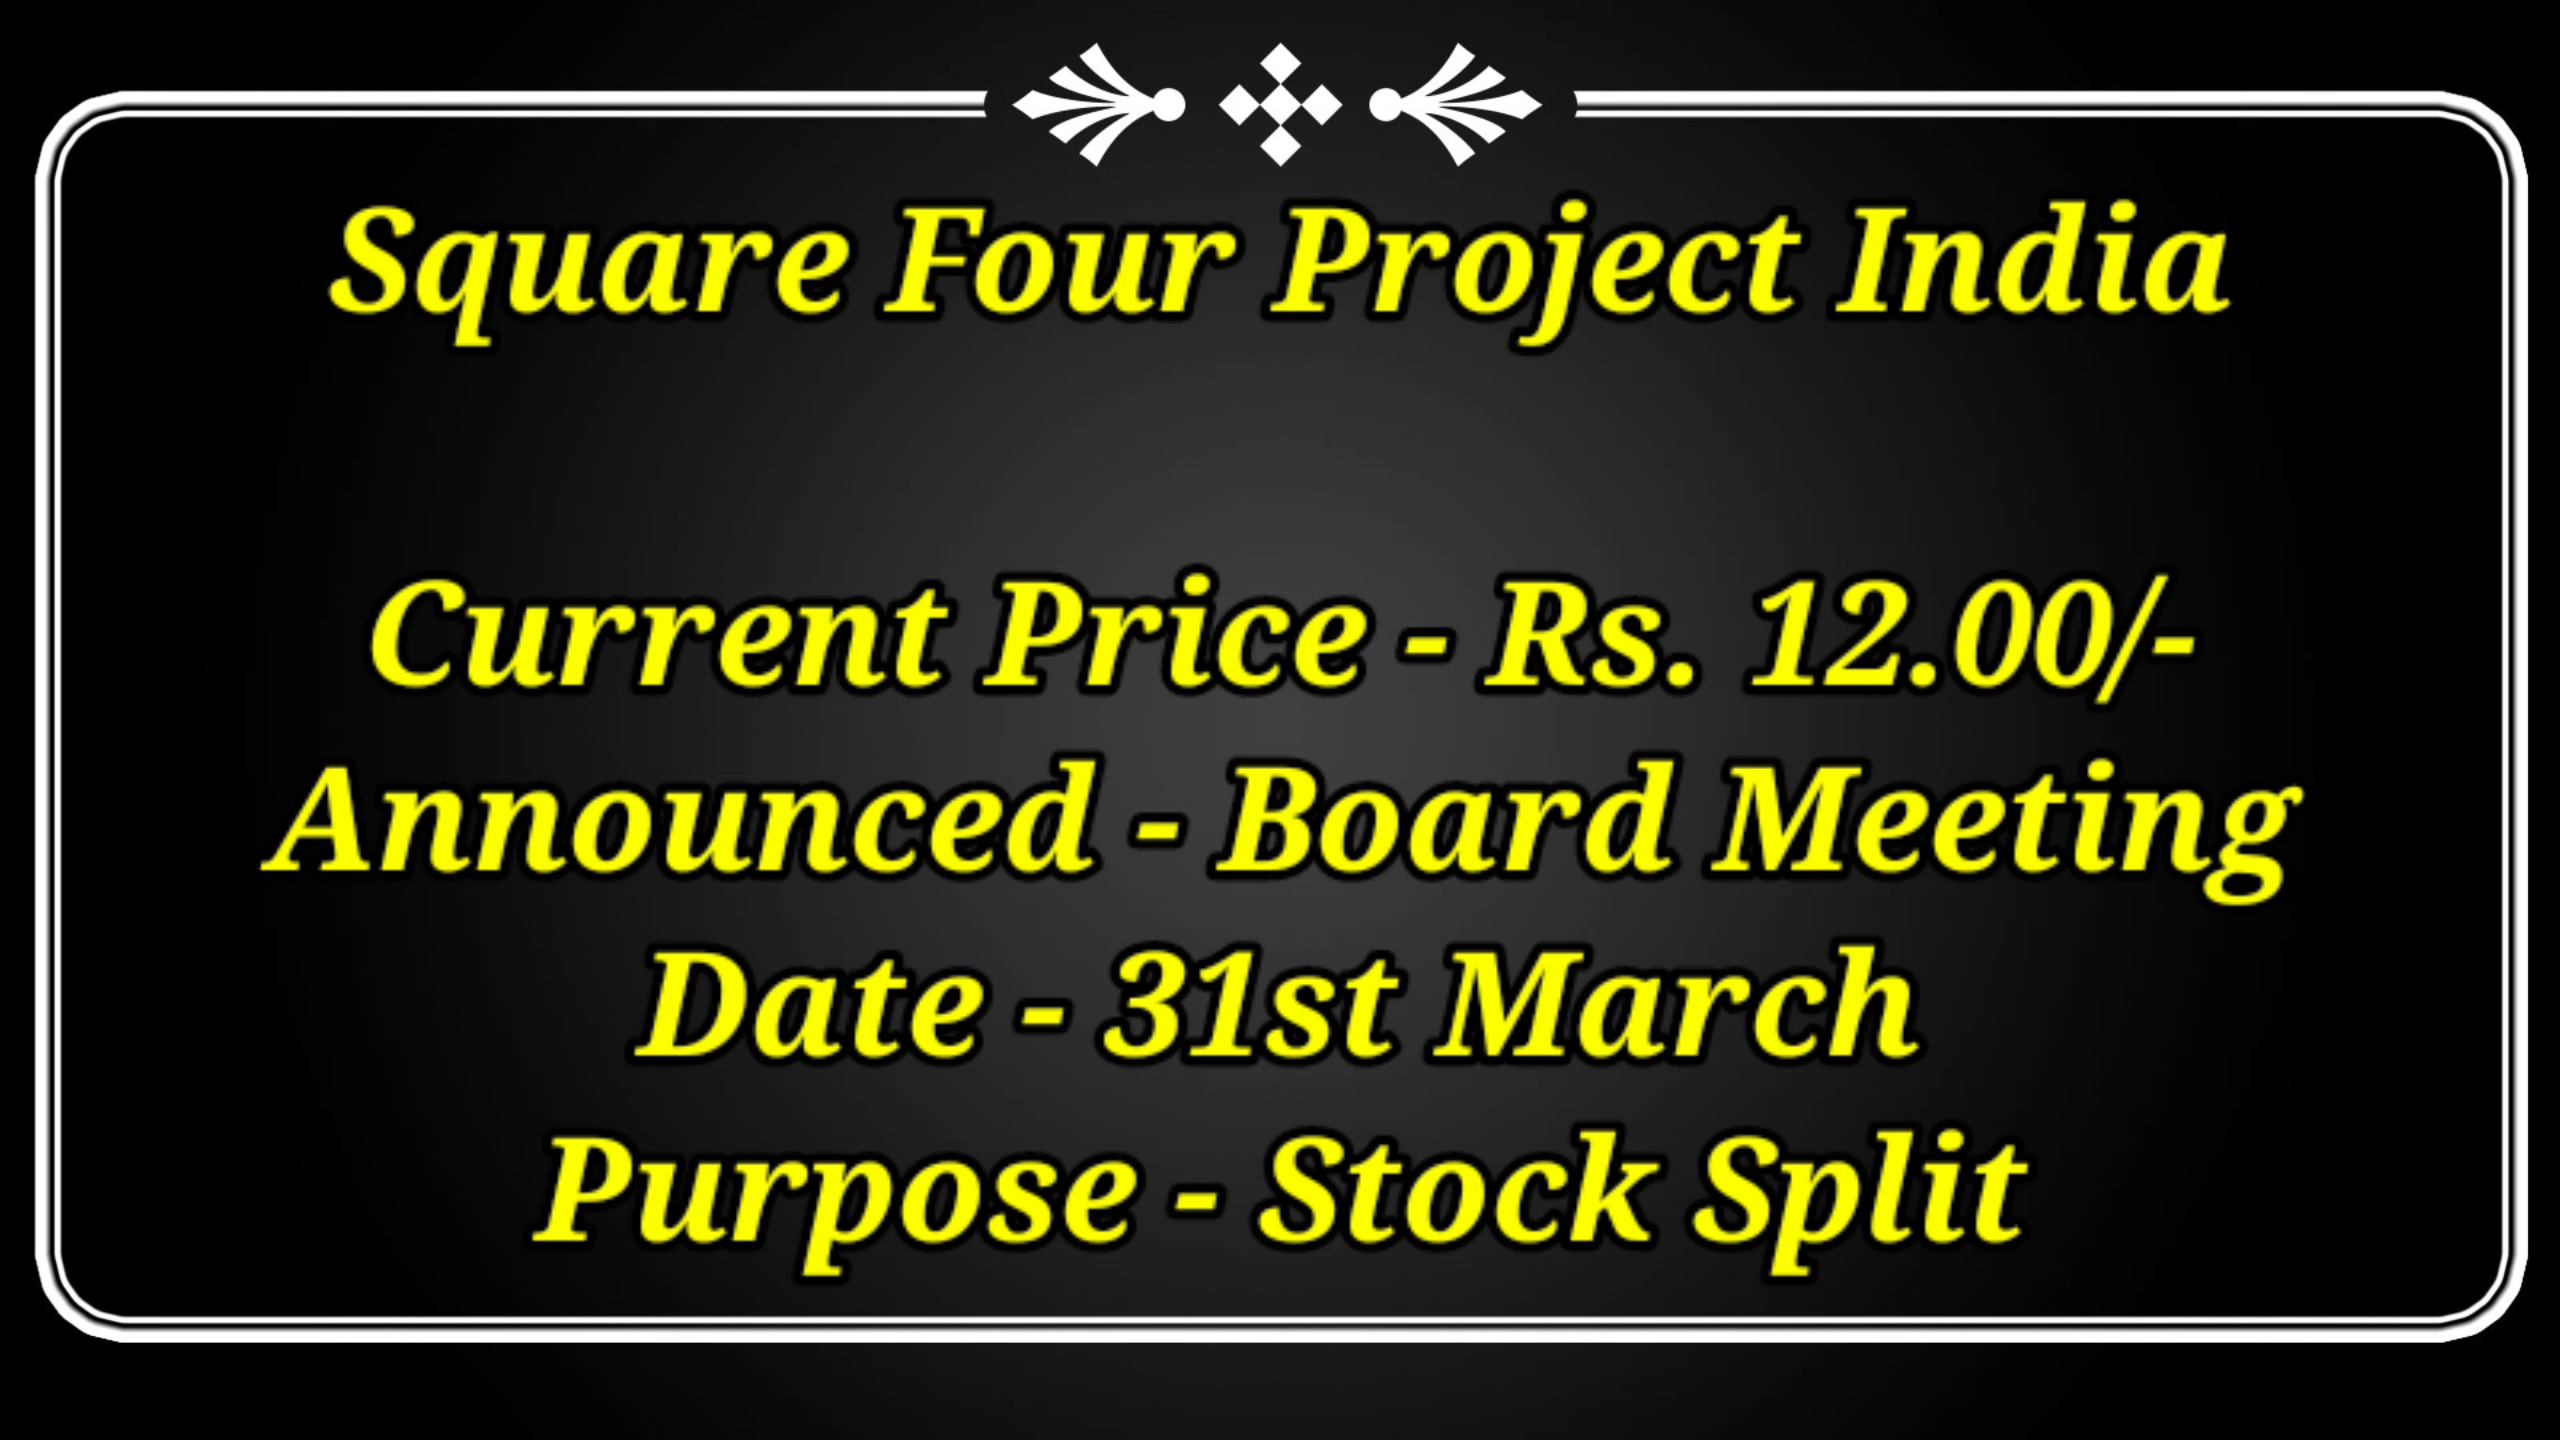 Square Four Project India
Current Price - Rs. 12.00/-
Announced - Board Meeting
Date - 31st March
Purpose - Stock Split